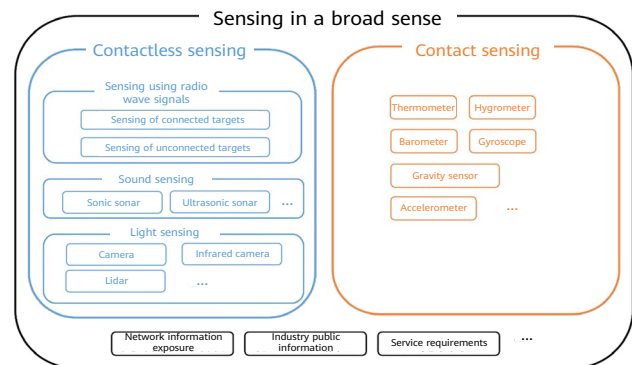 Sensing in a broad sense
Contactless sensing
Sensing using radio
wave signals
Sensing of connected targets
Sensing of unconnected targets
Sound sensing
Sonic sonar
Ultrasonic sonar
...
Light sensing
Camera
Infrared camera
Lidar
...
Contact sensing
Thermometer
Hygrometer
Barometer
Gyroscope
Gravity sensor
Accelerometer
...
Network information
exposure
Industry public
information
Service requirements
...